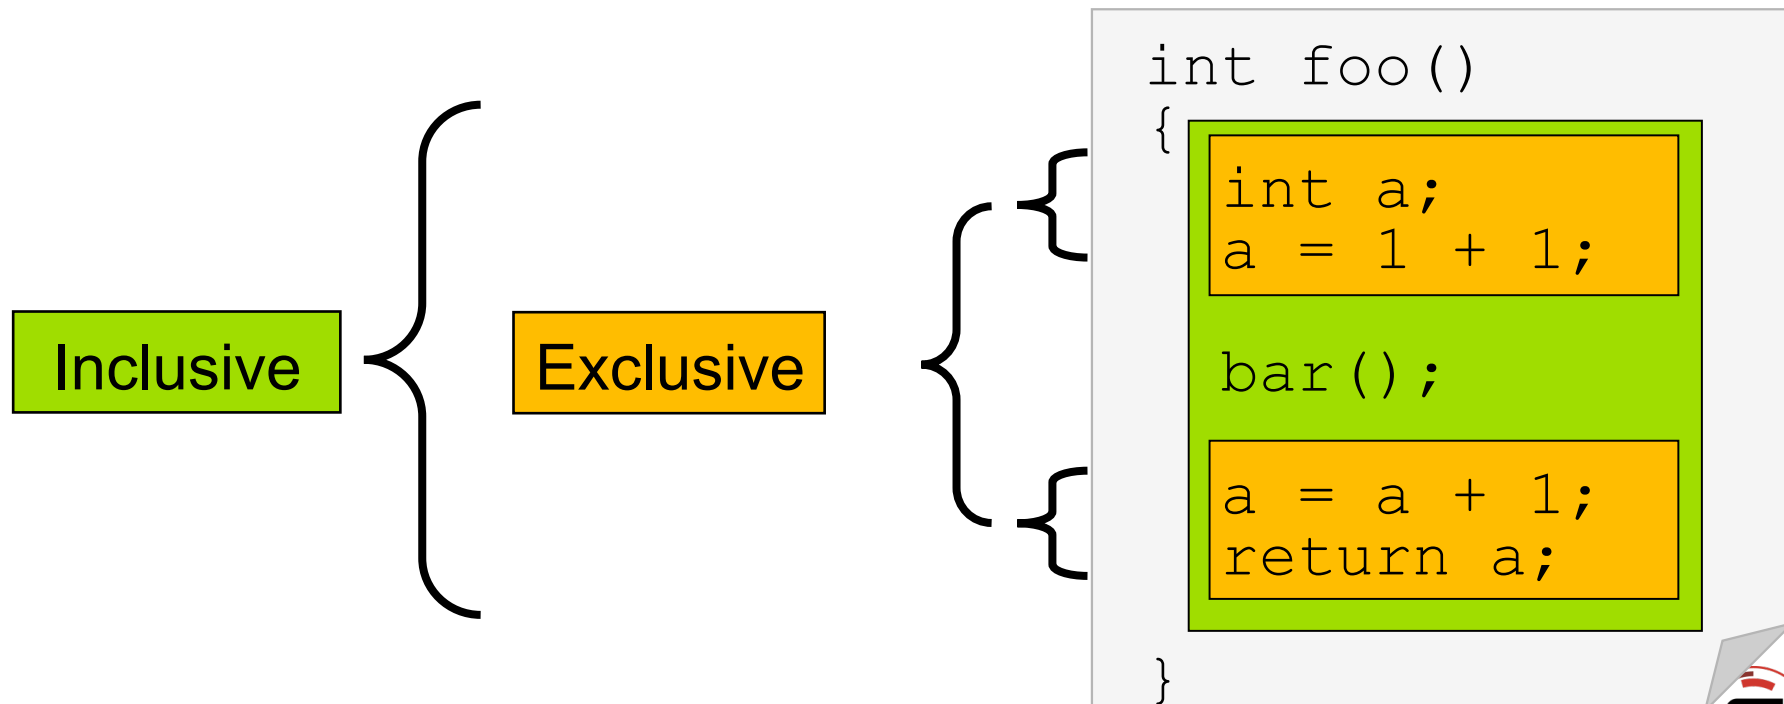 Inclusive
Exclusive
int foo()
{
int a;
a = 1 + 1;
bar();
a = a + 1;
return a;
}